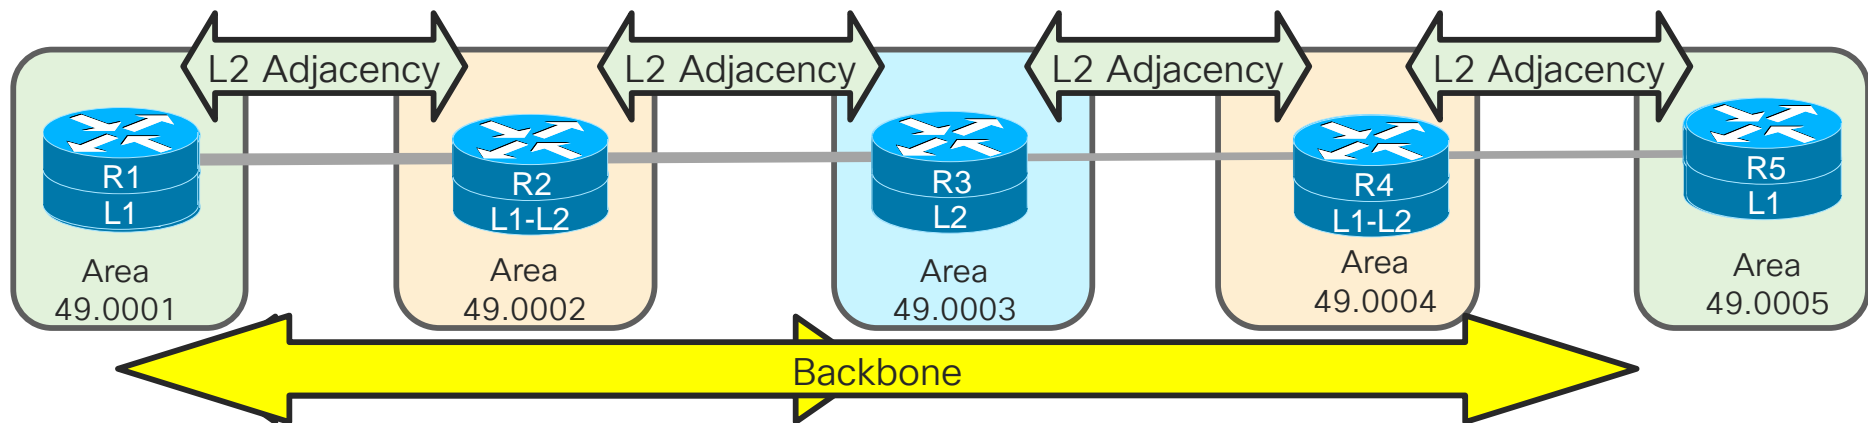 L2 Adjacency
L2 Adjacency
L2 Adjacency
L2 Adjacency
R1
L1
Area
49.0001
R2
L1-L2
Area
49.0002
R3
L2
Area
49.0003
R4
L1-L2
Area
49.0004
R5
L1
Area
49.0005
Backbone